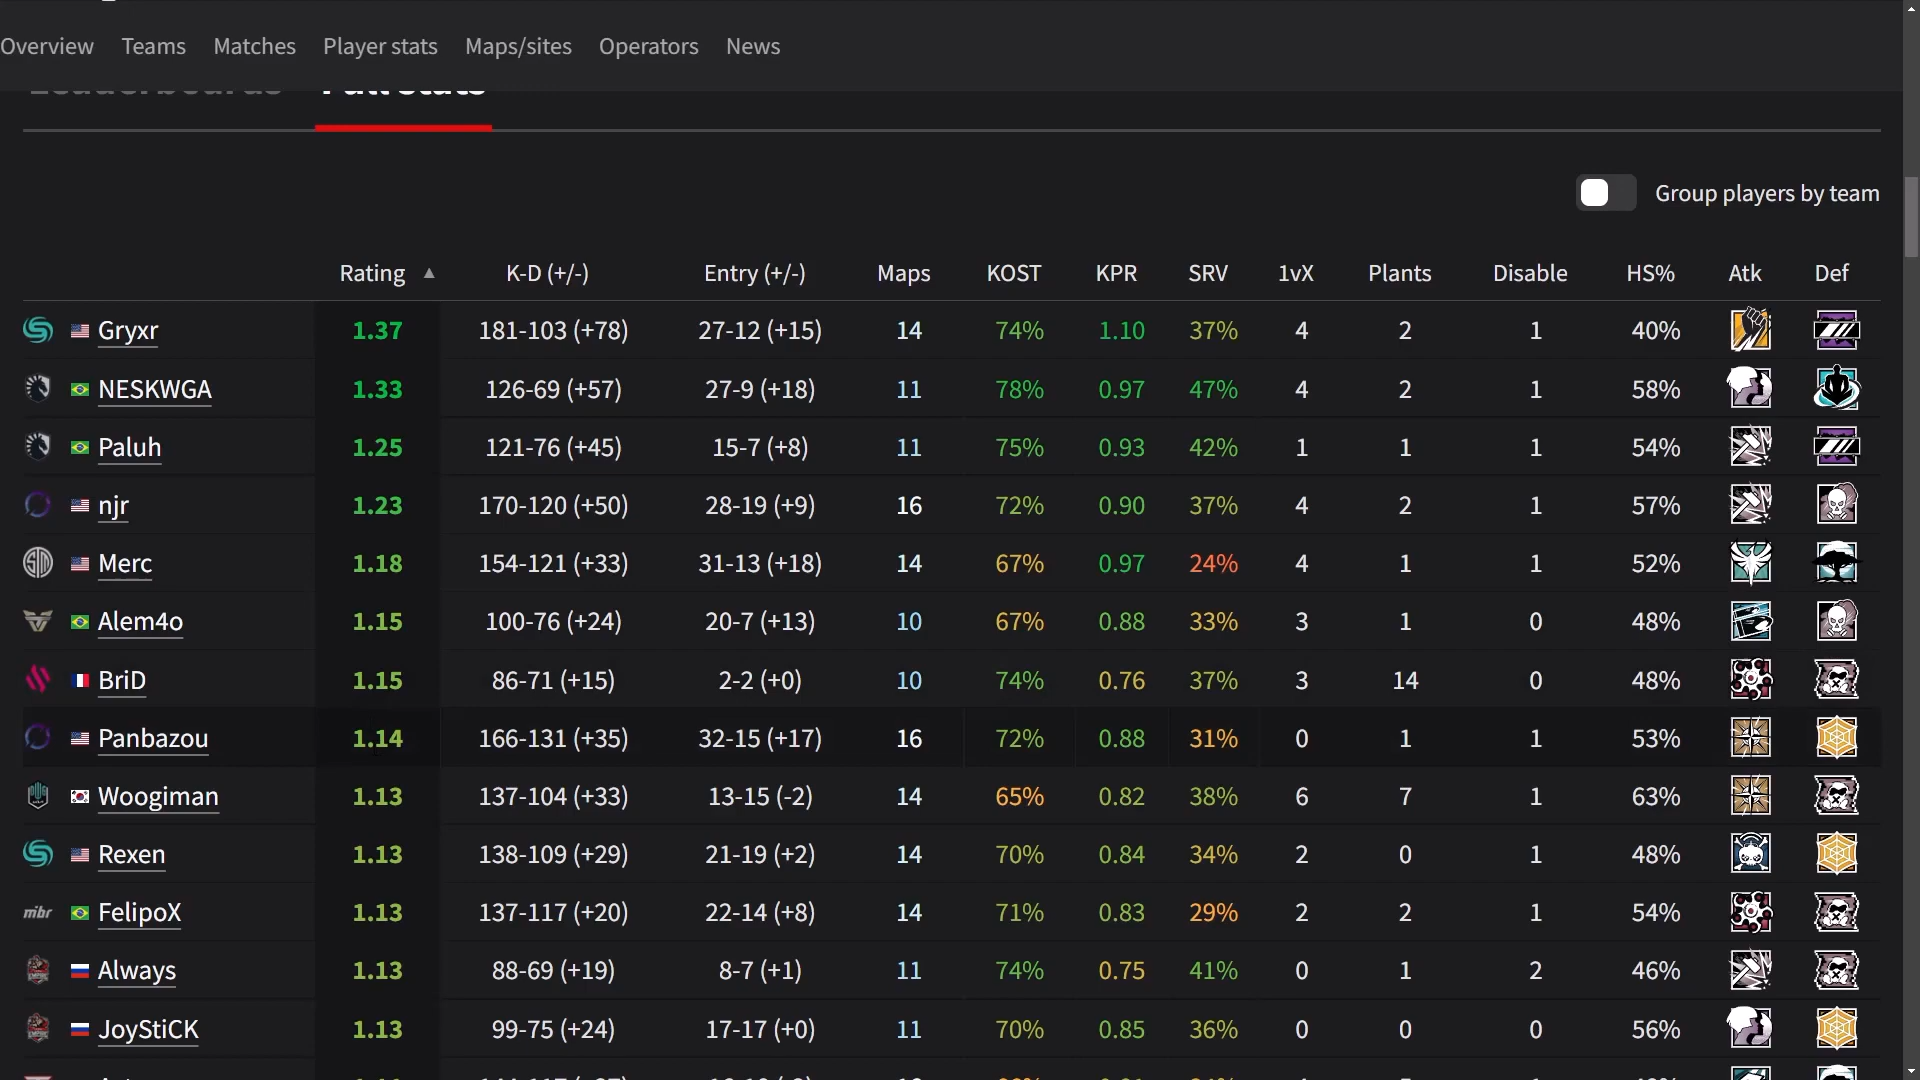 Overview Teams Matches Player stats Maps/sites Operators News
Leaderboards Full stats
Group players by team
Rating ▲ K-D (+/-) Entry (+/-) Maps KOST KPR SRV 1vX Plants Disable HS% Atk Def
Gryxr 1.37 181-103 (+78) 27-12 (+15) 14 74% 1.10 37% 4 2 1 40%
NESKWGA 1.33 126-69 (+57) 27-9 (+18) 11 78% 0.97 47% 4 2 1 58%
Paluh 1.25 121-76 (+45) 15-7 (+8) 11 75% 0.93 42% 1 1 1 54%
njr 1.23 170-120 (+50) 28-19 (+9) 16 72% 0.90 37% 4 2 1 57%
Merc 1.18 154-121 (+33) 31-13 (+18) 14 67% 0.97 24% 4 1 1 52%
Alem4o 1.15 100-76 (+24) 20-7 (+13) 10 67% 0.88 33% 3 1 0 48%
BriD 1.15 86-71 (+15) 2-2 (+0) 10 74% 0.76 37% 3 14 0 48%
Panbazou 1.14 166-131 (+35) 32-15 (+17) 16 72% 0.88 31% 0 1 1 53%
Woogiman 1.13 137-104 (+33) 13-15 (-2) 14 65% 0.82 38% 6 7 1 63%
Rexen 1.13 138-109 (+29) 21-19 (+2) 14 70% 0.84 34% 2 0 1 48%
mibr FelipoX 1.13 137-117 (+20) 22-14 (+8) 14 71% 0.83 29% 2 2 1 54%
Always 1.13 88-69 (+19) 8-7 (+1) 11 74% 0.75 41% 0 1 2 46%
JoyStiCK 1.13 99-75 (+24) 17-17 (+0) 11 70% 0.85 36% 0 0 0 56%